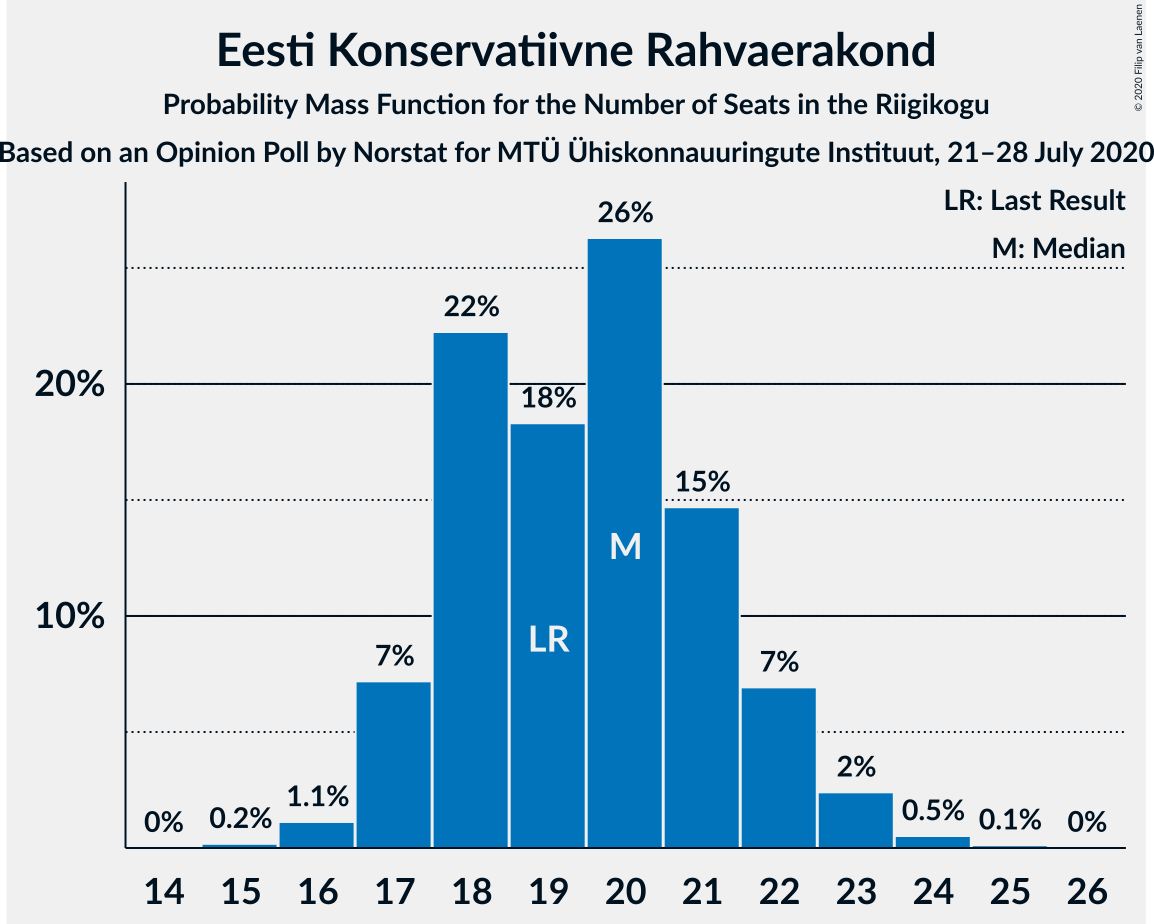 Eesti Konservatiivne Rahvaerakond
Probability Mass Function for the Number of Seats in the Riigikogu
Based on an Opinion Poll by Norstat for MTÜ Ühiskonnauuringute Instituut, 21–28 July 2020
© 2020 Filip van Laenen
LR: Last Result
M: Median
20%
10%
0%
0.2%
1.1%
7%
22%
18%
26%
15%
7%
2%
0.5%
0.1%
0%
LR
M
14 15 16 17 18 19 20 21 22 23 24 25 26